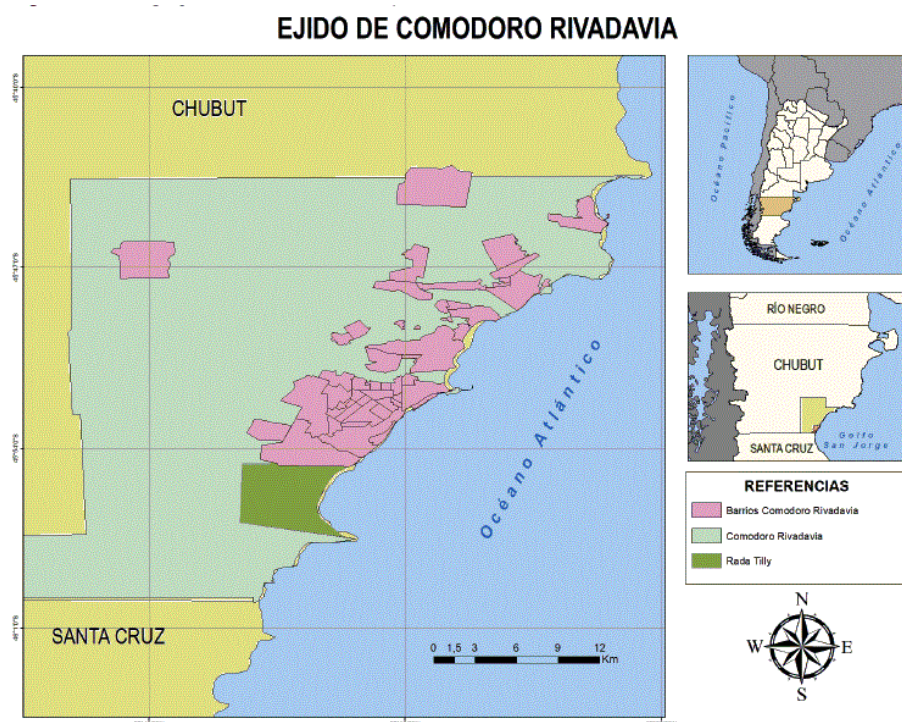 EJIDO DE COMODORO RIVADAVIA
CHUBUT
SANTA CRUZ
Océano Atlántico
0 1,5 3 6 9 12
Km
Océano Pacífico
Océano Atlántico
RÍO NEGRO
CHUBUT
SANTA CRUZ
Golfo
San Jorge
REFERENCIAS
Barrios Comodoro Rivadavia
Comodoro Rivadavia
Rada Tilly
N
W E
S